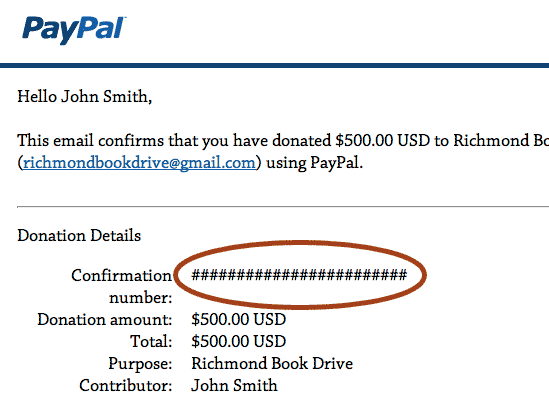 PayPal
Hello John Smith,
This email confirms that you have donated $500.00 USD to Richmond
(richmondbookdrive@gmail.com) using PayPal.
Donation Details
Confirmation ########################
number:
Donation amount: $500.00 USD
Total: $500.00 USD
Purpose: Richmond Book Drive
Contributor: John Smith